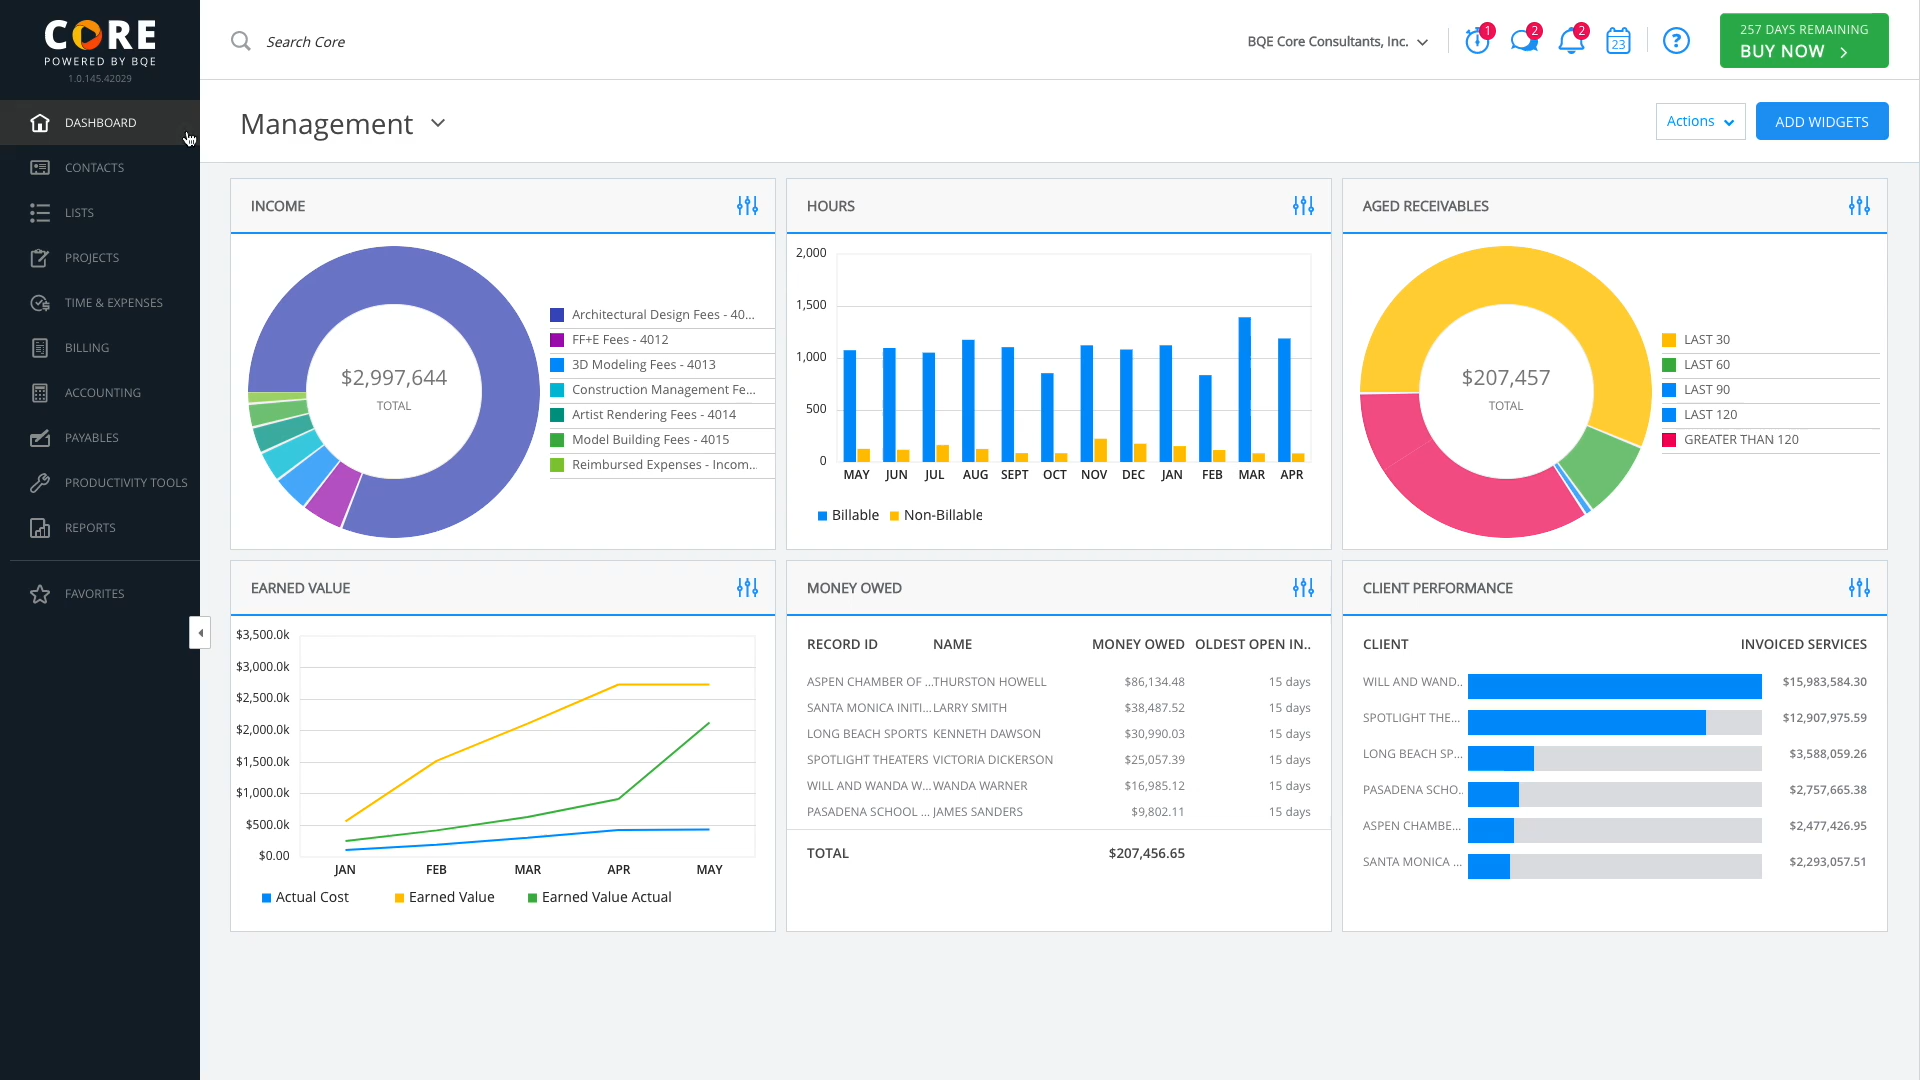 CORE
POWERED BY BQE
1.0.145.42029
Search Core
BQE Core Consultants, Inc.
1
2
2
23
?
257 DAYS REMAINING
BUY NOW >
DASHBOARD
CONTACTS
LISTS
PROJECTS
TIME & EXPENSES
BILLING
ACCOUNTING
PAYABLES
PRODUCTIVITY TOOLS
REPORTS
FAVORITES
Management
Actions
ADD WIDGETS
INCOME
$2,997,644
TOTAL
Architectural Design Fees - 40...
FF+E Fees - 4012
3D Modeling Fees - 4013
Construction Management Fe...
Artist Rendering Fees - 4014
Model Building Fees - 4015
Reimbursed Expenses - Incom...
HOURS
2,000
1,500
1,000
500
0
MAY JUN JUL AUG SEPT OCT NOV DEC JAN FEB MAR APR
Billable Non-Billable
AGED RECEIVABLES
$207,457
TOTAL
LAST 30
LAST 60
LAST 90
LAST 120
GREATER THAN 120
EARNED VALUE
$3,500.0k
$3,000.0k
$2,500.0k
$2,000.0k
$1,500.0k
$1,000.0k
$500.0k
$0.00
JAN FEB MAR APR MAY
Actual Cost Earned Value Earned Value Actual
MONEY OWED
RECORD ID NAME MONEY OWED OLDEST OPEN IN..
ASPEN CHAMBER OF ... THURSTON HOWELL $86,134.48 15 days
SANTA MONICA INITI... LARRY SMITH $38,487.52 15 days
LONG BEACH SPORTS KENNETH DAWSON $30,990.03 15 days
SPOTLIGHT THEATERS VICTORIA DICKERSON $25,057.39 15 days
WILL AND WANDA W... WANDA WARNER $16,985.12 15 days
PASADENA SCHOOL ... JAMES SANDERS $9,802.11 15 days
TOTAL $207,456.65
CLIENT PERFORMANCE
CLIENT INVOICED SERVICES
WILL AND WAND.. $15,983,584.30
SPOTLIGHT THE... $12,907,975.59
LONG BEACH SP... $3,588,059.26
PASADENA SCHO.. $2,757,665.38
ASPEN CHAMBE... $2,477,426.95
SANTA MONICA ... $2,293,057.51